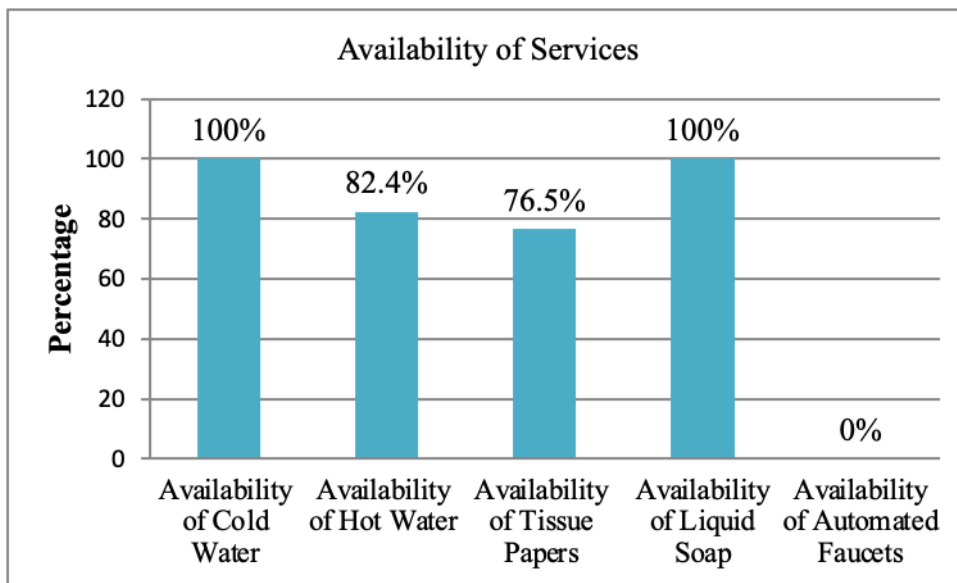 Availability of Services
Percentage
120
100
80
60
40
20
0
100%
82.4%
76.5%
100%
0%
Availability
of Cold
Water
Availability
of Hot Water
Availability
of Tissue
Papers
Availability
of Liquid
Soap
Availability
of Automated
Faucets